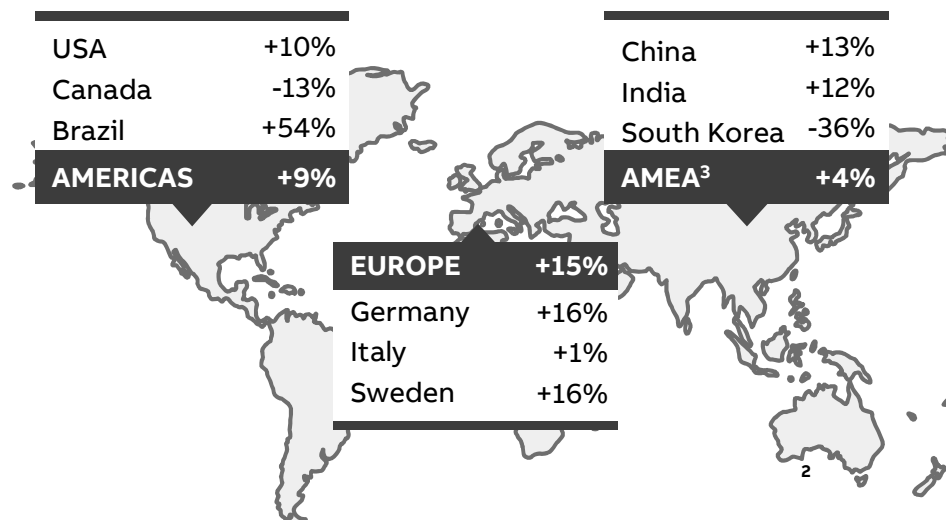 USA +10%
Canada -13%
Brazil +54%
AMERICAS +9%
China +13%
India +12%
South Korea -36%
AMEA³ +4%
EUROPE +15%
Germany +16%
Italy +1%
Sweden +16%
2